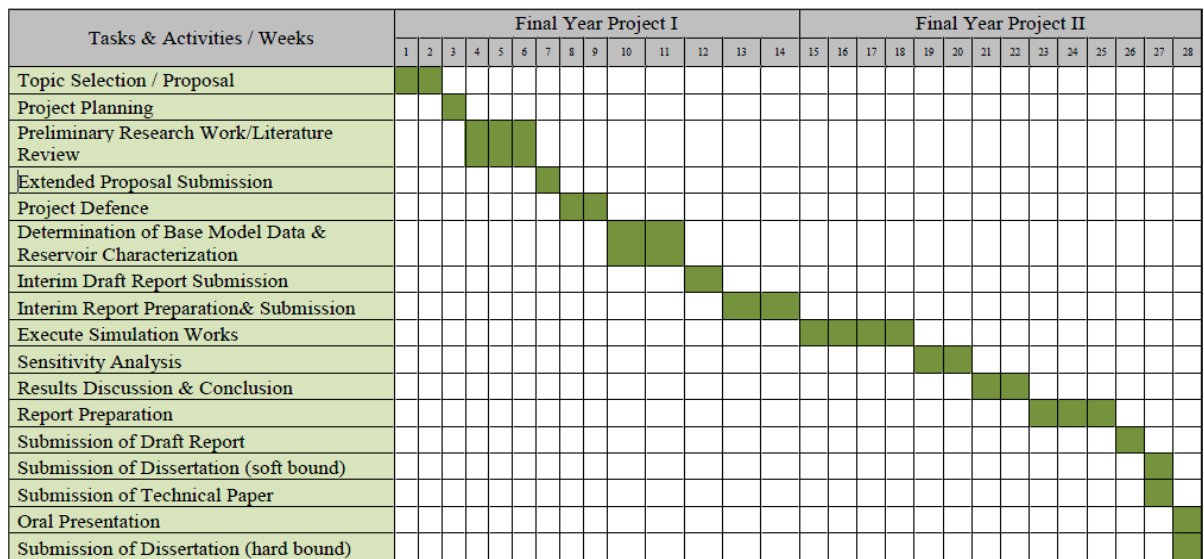 Tasks & Activities / Weeks
Final Year Project I
Final Year Project II
1 2 3 4 5 6 7 8 9 10 11 12 13 14 15 16 17 18 19 20 21 22 23 24 25 26 27 28
Topic Selection / Proposal
Project Planning
Preliminary Research Work/Literature
Review
Extended Proposal Submission
Project Defence
Determination of Base Model Data &
Reservoir Characterization
Interim Draft Report Submission
Interim Report Preparation& Submission
Execute Simulation Works
Sensitivity Analysis
Results Discussion & Conclusion
Report Preparation
Submission of Draft Report
Submission of Dissertation (soft bound)
Submission of Technical Paper
Oral Presentation
Submission of Dissertation (hard bound)